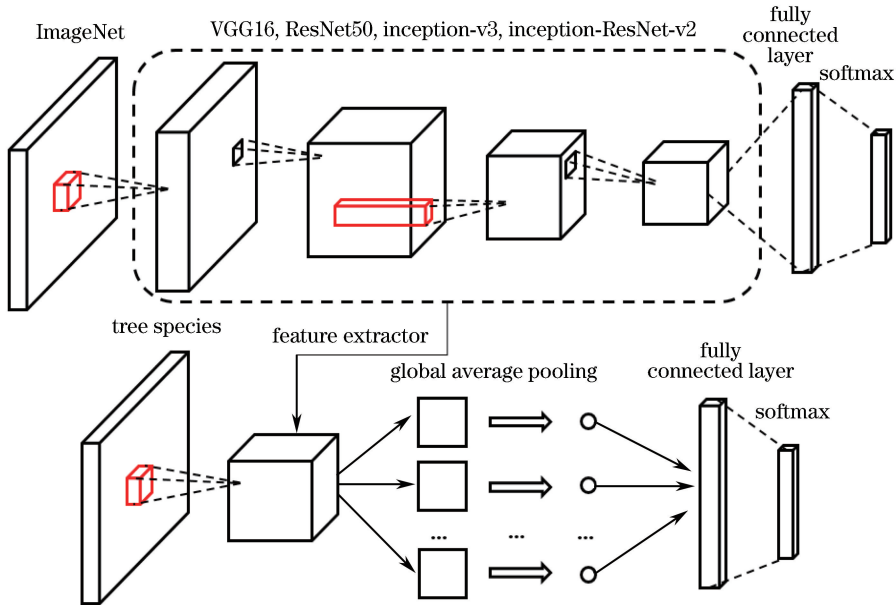 ImageNet
VGG16, ResNet50, inception-v3, inception-ResNet-v2
fully
connected
layer
softmax
tree species
feature extractor
global average pooling
fully
connected layer
softmax
... ... ...